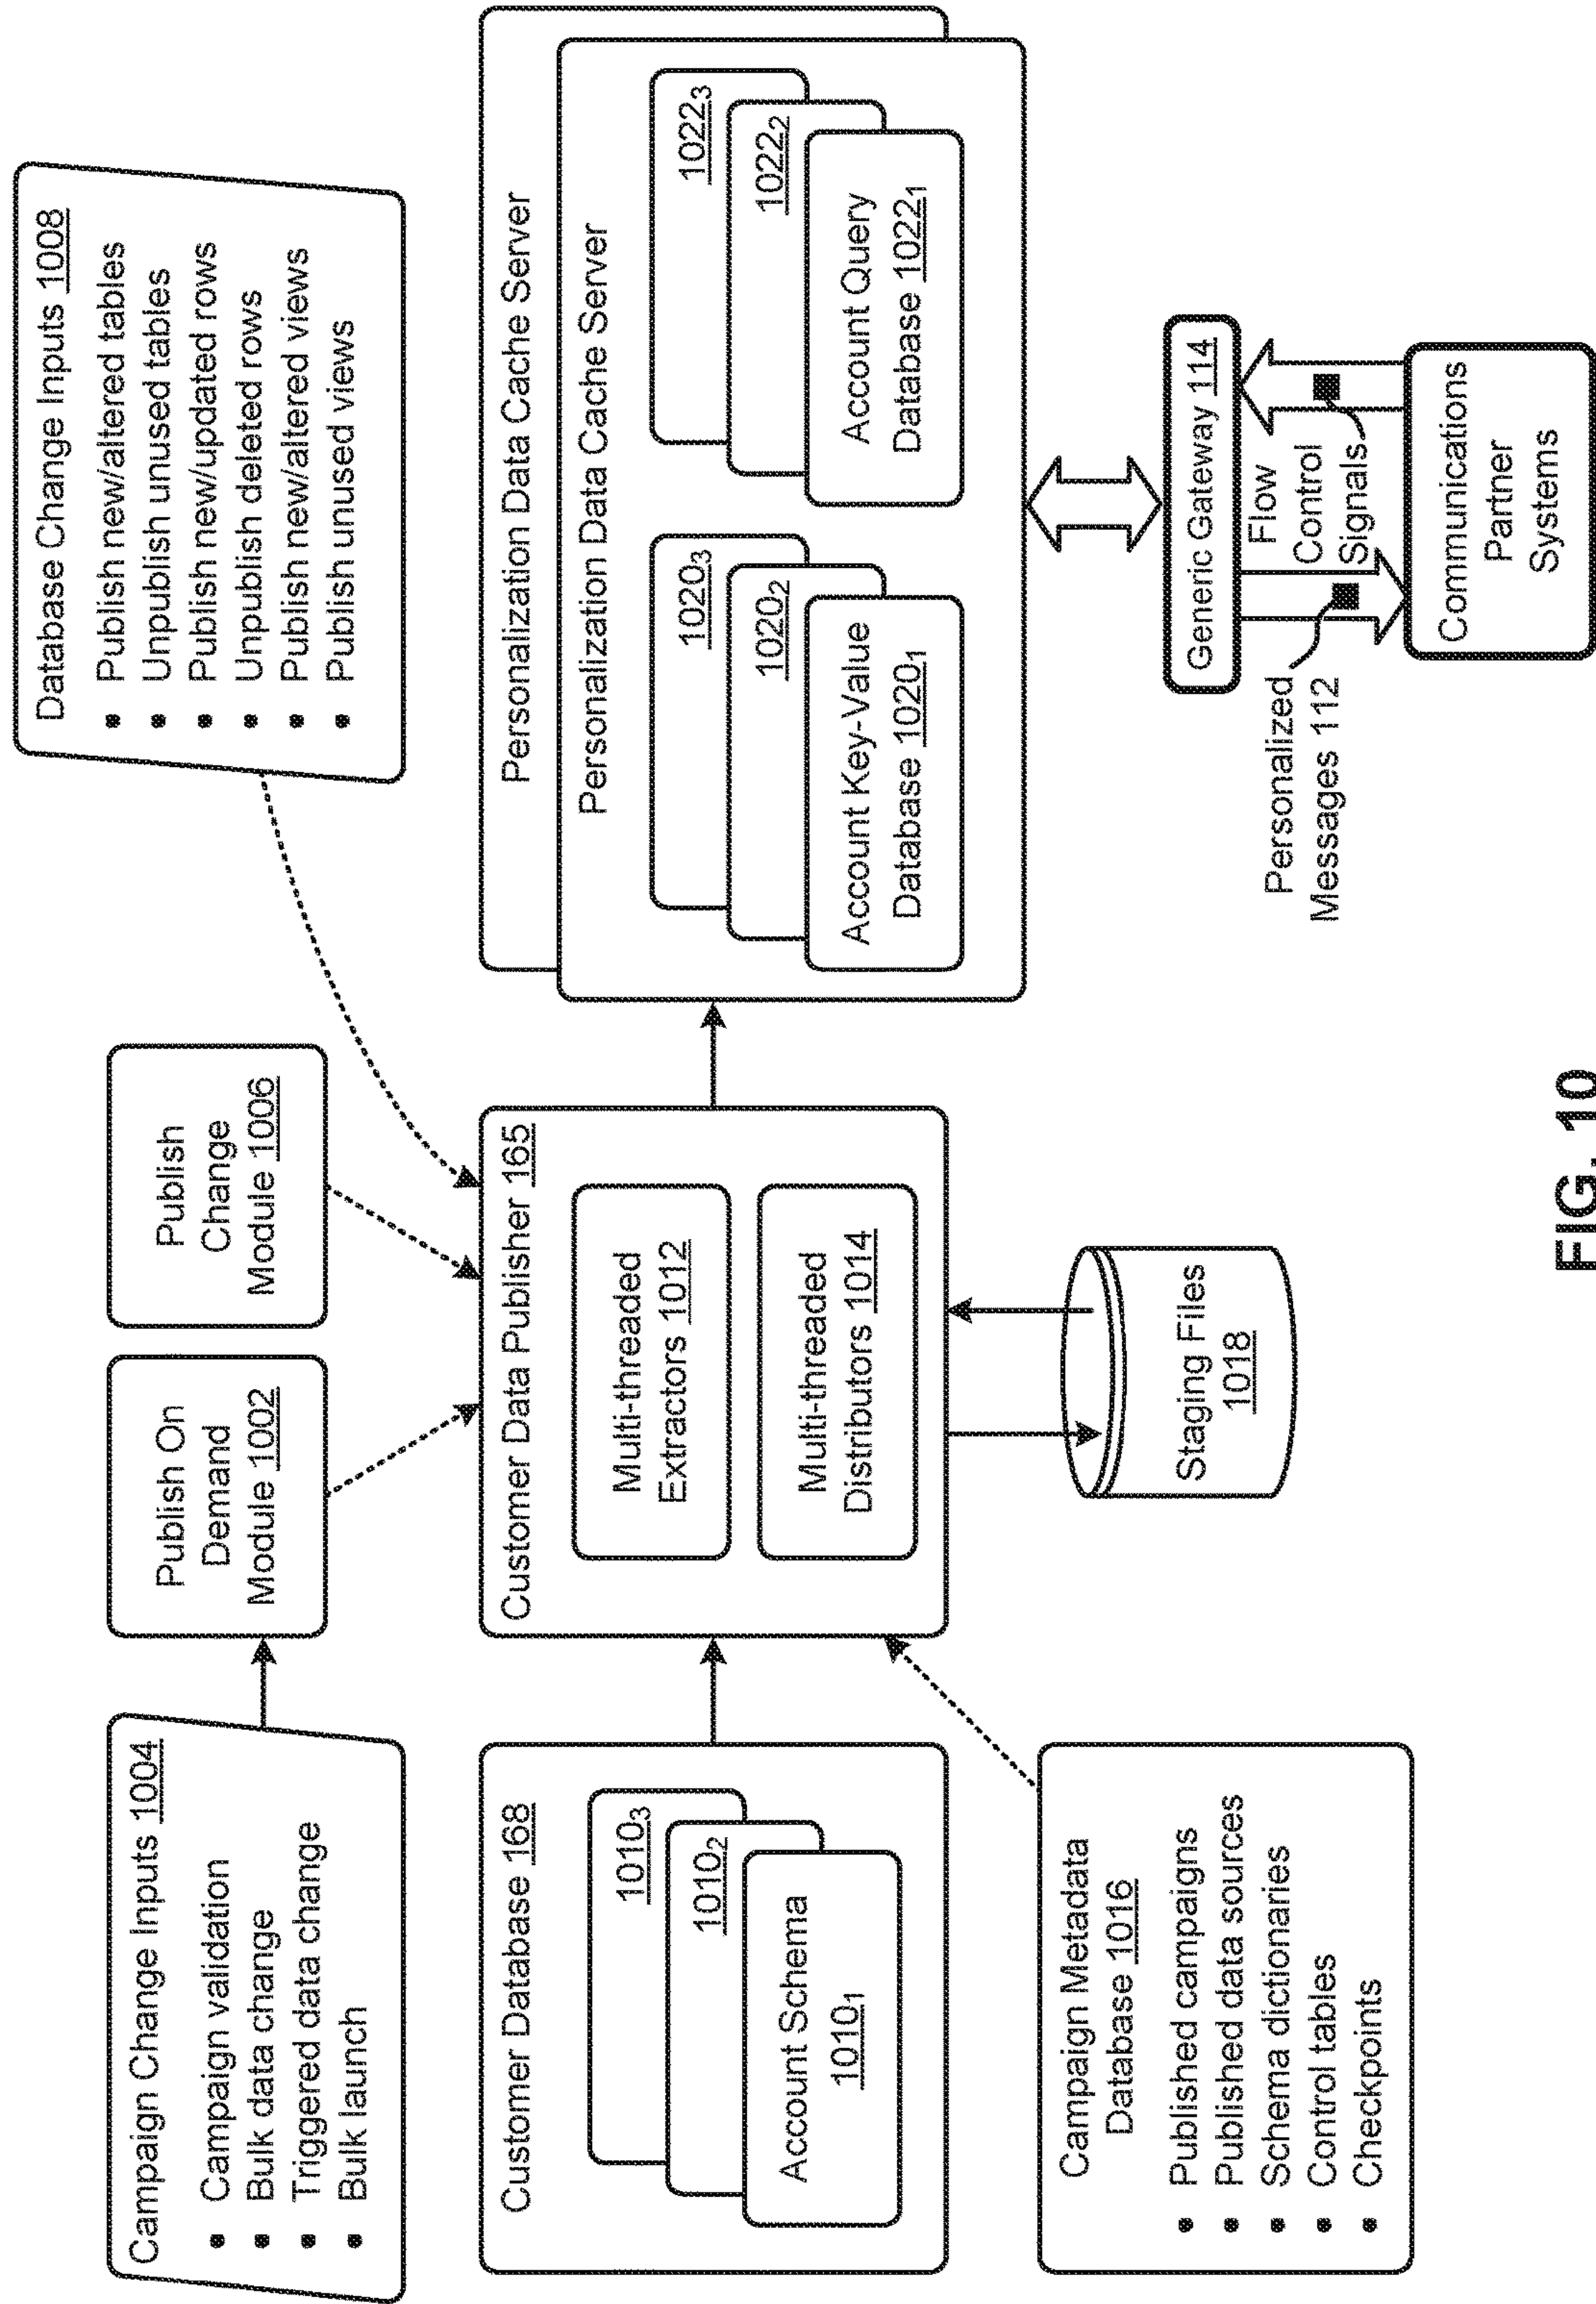 Campaign Change Inputs 1004
• Campaign validation
• Bulk data change
• Triggered data change
• Bulk launch
Publish On
Demand
Module 1002
Publish
Change
Module 1006
Database Change Inputs 1008
• Publish new/altered tables
• Unpublish unused tables
• Publish new/updated rows
• Unpublish deleted rows
• Publish new/altered views
• Publish unused views
Customer Database 168
1010₃
1010₂
Account Schema
1010₁
Customer Data Publisher 165
Multi-threaded
Extractors 1012
Multi-threaded
Distributors 1014
Personalization Data Cache Server
Personalization Data Cache Server
1020₃
1020₂
Account Key-Value
Database 1020₁
1022₃
1022₂
Account Query
Database 1022₁
Campaign Metadata
Database 1016
• Published campaigns
• Published data sources
• Schema dictionaries
• Control tables
• Checkpoints
Staging Files
1018
Generic Gateway 114
Personalized
Messages 112
Flow
Control
Signals
Communications
Partner
Systems
FIG. 10